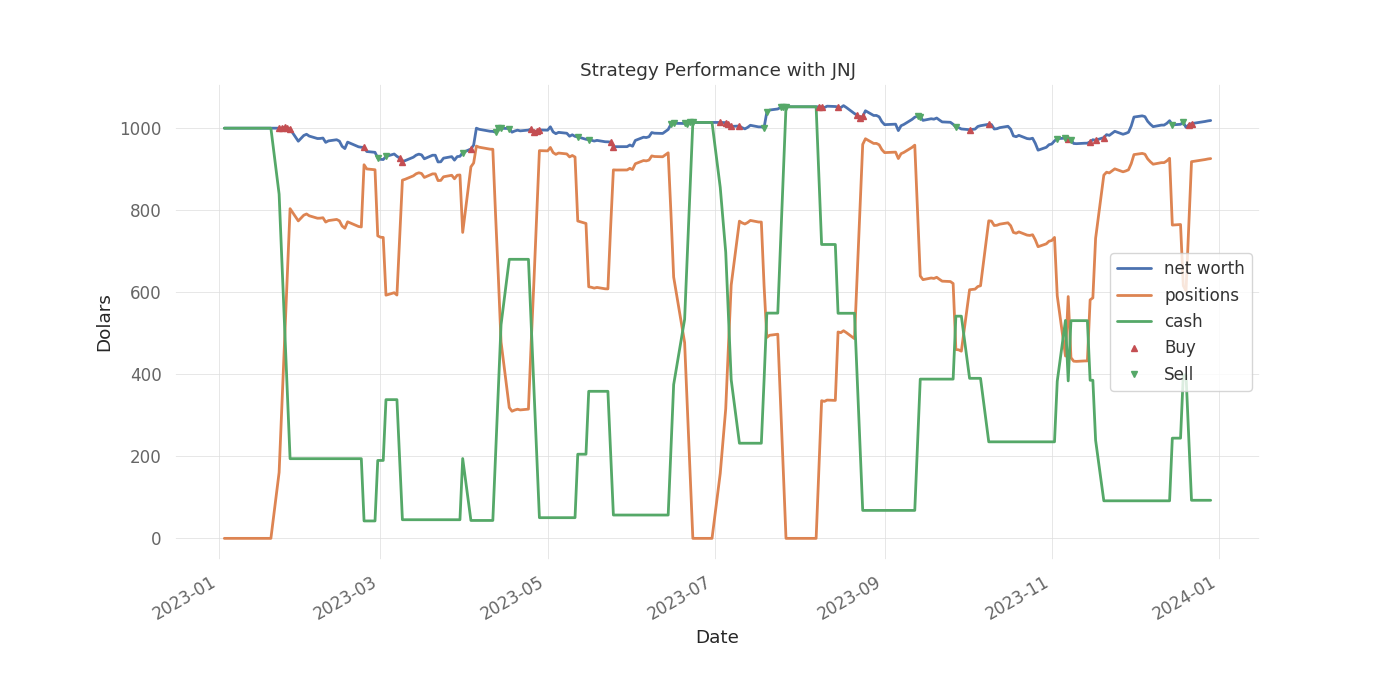 Strategy Performance with JNJ
Dolars
1000
800
600
400
200
0
net worth
positions
cash
Buy
Sell
2023-01
2023-03
2023-05
2023-07
2023-09
2023-11
2024-01
Date